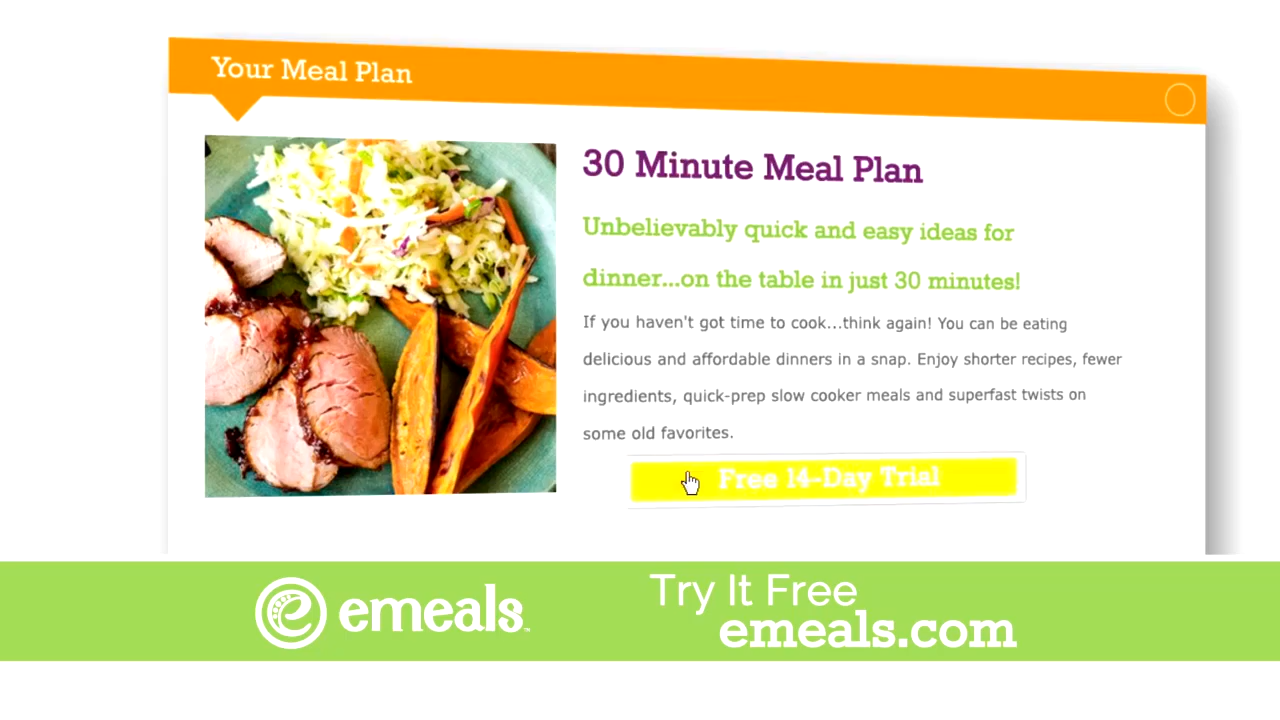 Your Meal Plan
30 Minute Meal Plan
Unbelievably quick and easy ideas for
dinner...on the table in just 30 minutes!
If you haven't got time to cook...think again! You can be eating
delicious and affordable dinners in a snap. Enjoy shorter recipes, fewer
ingredients, quick-prep slow cooker meals and superfast twists on
some old favorites.
Free 14-Day Trial
emeals™
Try It Free
emeals.com